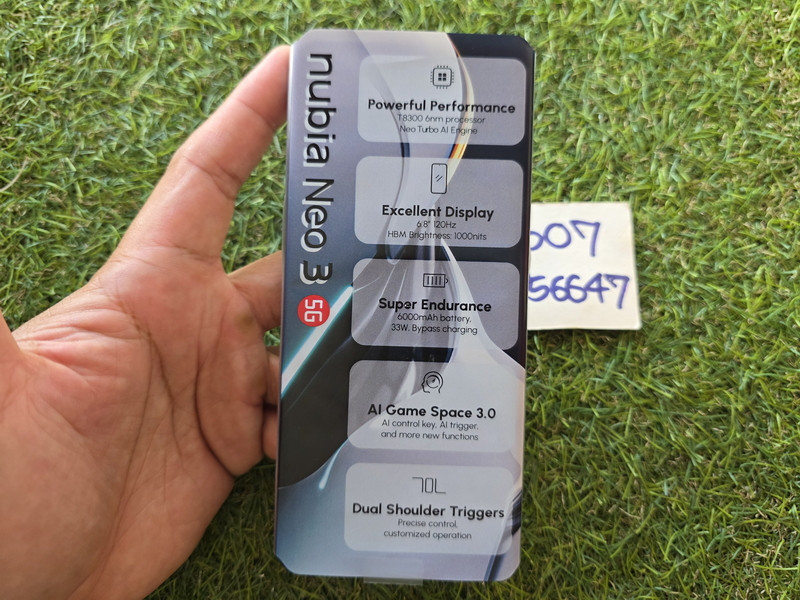 nubia Neo 3 5G
Powerful Performance
T8300 6nm processor
Neo Turbo AI Engine
Excellent Display
6.8" 120Hz
HBM Brightness: 1000nits
Super Endurance
6000mAh battery,
33W, Bypass charging
AI Game Space 3.0
AI control key, AI trigger,
and more new functions
Dual Shoulder Triggers
Precise control,
customized operation
07
56647